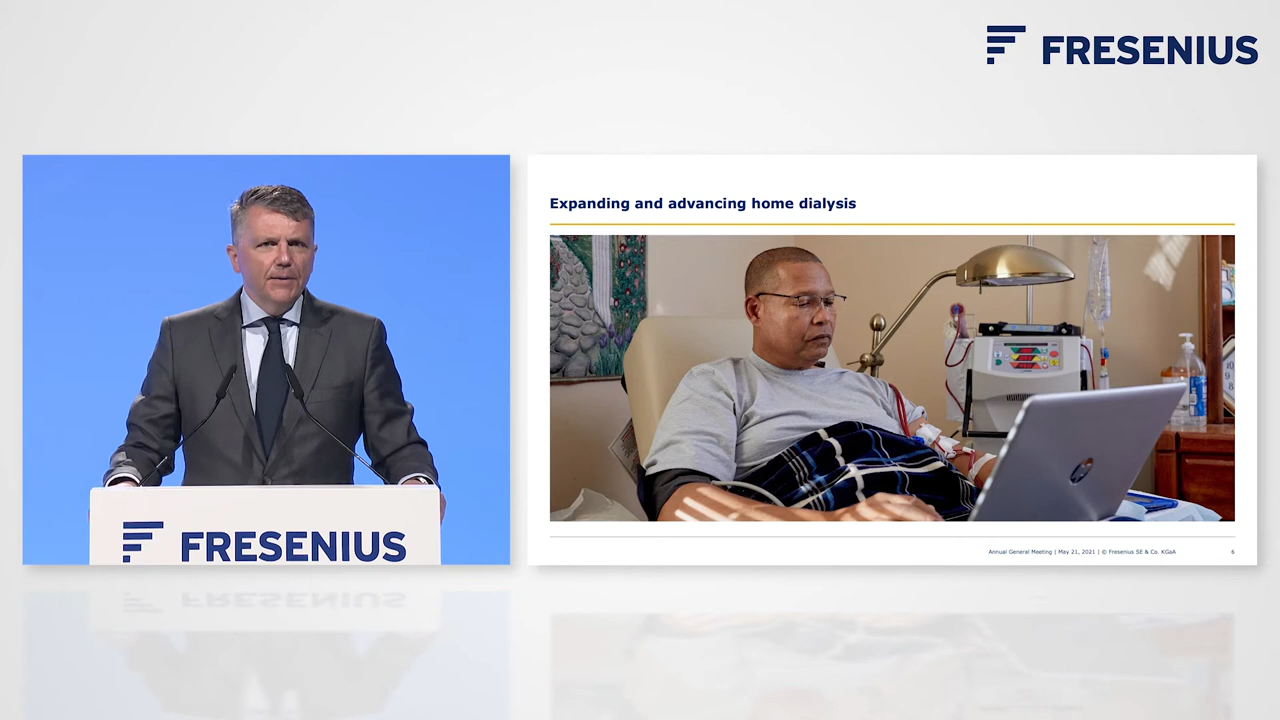 FRESENIUS
Expanding and advancing home dialysis
FRESENIUS
Annual General Meeting | May 21, 2021 | © Fresenius SE & Co. KGaA
6